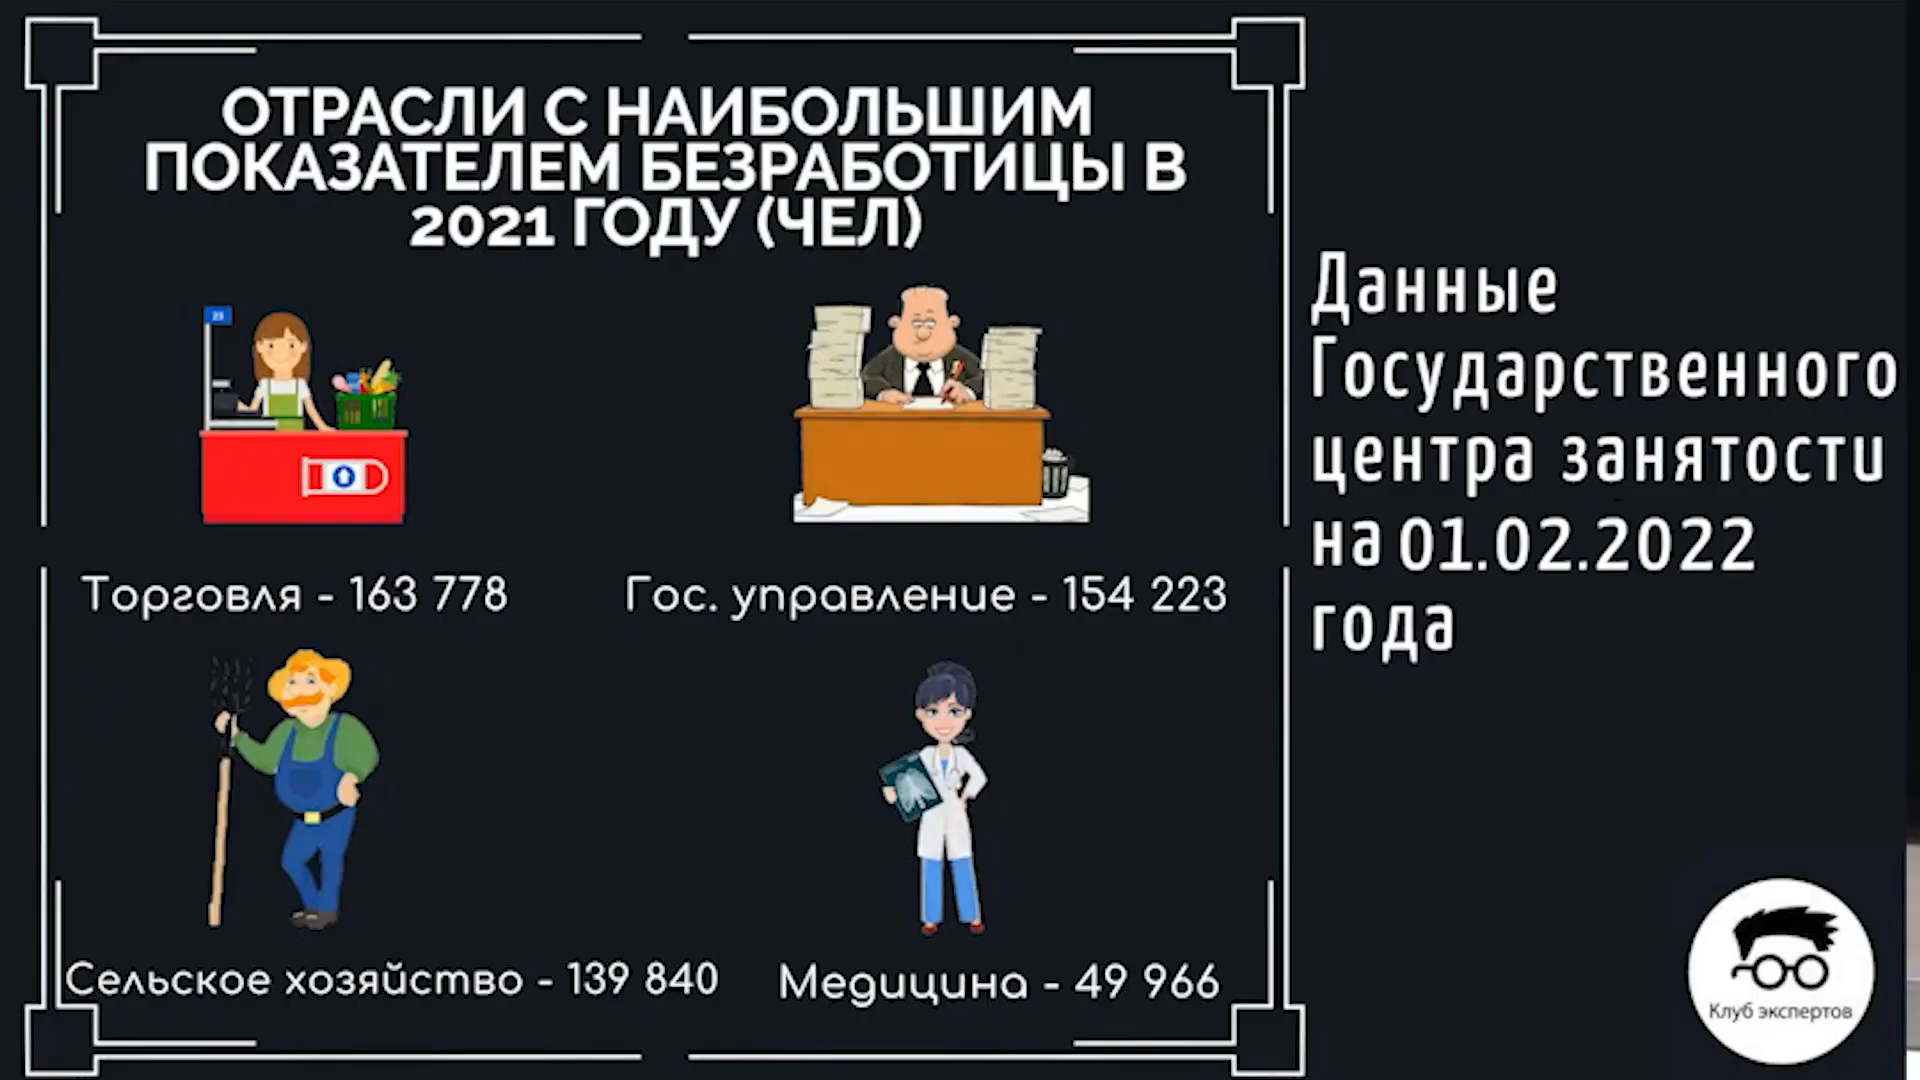 ОТРАСЛИ С НАИБОЛЬШИМ
ПОКАЗАТЕЛЕМ БЕЗРАБОТИЦЫ В
2021 ГОДУ (ЧЕЛ)
23
Торговля - 163 778
Гос. управление - 154 223
Сельское хозяйство - 139 840
Медицина - 49 966
Данные
Государственного
центра занятости
на 01.02.2022
года
Клуб экспертов